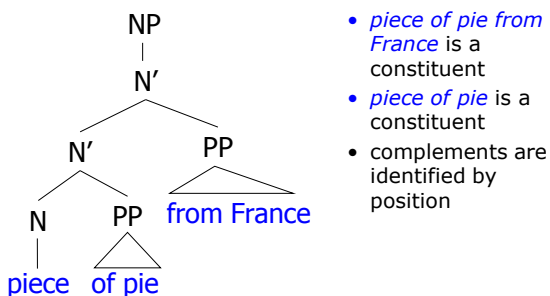 NP
N′
N′ PP
N PP from France
piece of pie
• piece of pie from
France is a
constituent
• piece of pie is a
constituent
• complements are
identified by
position